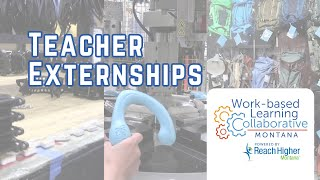 Teacher
Externships
Work-based
Learning
Collaborative
MONTANA
POWERED BY
Reach Higher
Montana